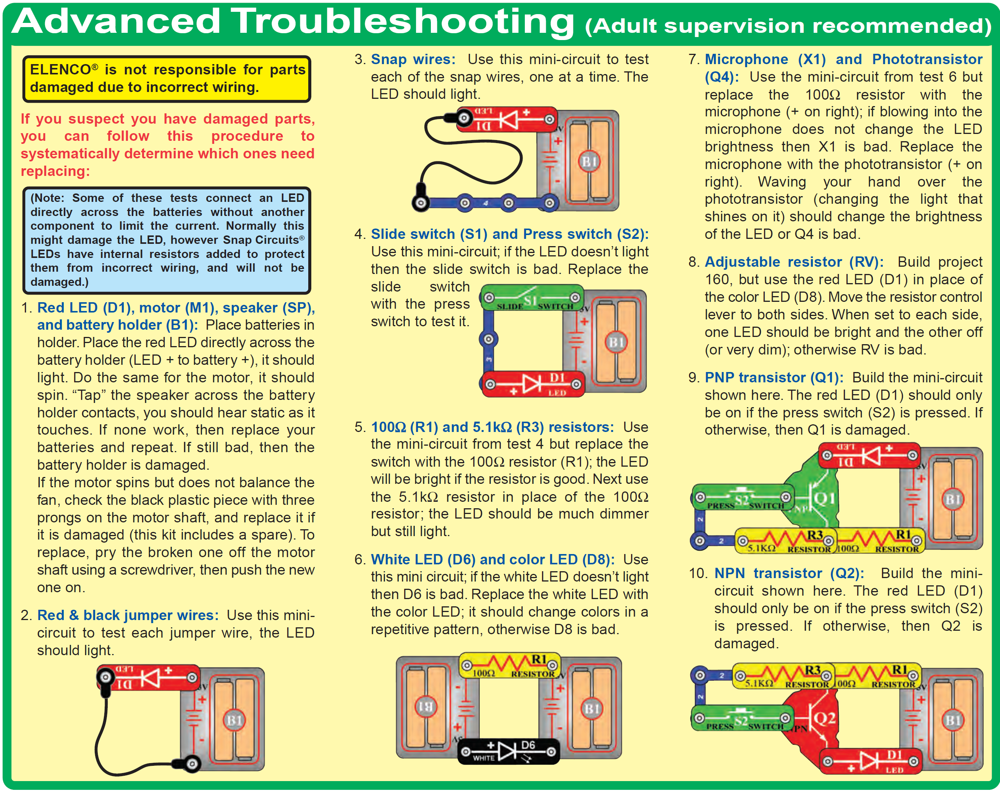 Advanced Troubleshooting (Adult supervision recommended)
ELENCO® is not responsible for parts
damaged due to incorrect wiring.
If you suspect you have damaged parts,
you can follow this procedure to
systematically determine which ones need
replacing:
(Note: Some of these tests connect an LED
directly across the batteries without another
component to limit the current. Normally this
might damage the LED, however Snap Circuits®
LEDs have internal resistors added to protect
them from incorrect wiring, and will not be
damaged.)
1. Red LED (D1), motor (M1), speaker (SP),
and battery holder (B1): Place batteries in
holder. Place the red LED directly across the
battery holder (LED + to battery +), it should
light. Do the same for the motor, it should
spin. “Tap” the speaker across the battery
holder contacts, you should hear static as it
touches. If none work, then replace your
batteries and repeat. If still bad, then the
battery holder is damaged.
If the motor spins but does not balance the
fan, check the black plastic piece with three
prongs on the motor shaft, and replace it if
it is damaged (this kit includes a spare). To
replace, pry the broken one off the motor
shaft using a screwdriver, then push the new
one on.
2. Red & black jumper wires: Use this mini-
circuit to test each jumper wire, the LED
should light.
LED
D1 +
3V
+
B1
-
3. Snap wires: Use this mini-circuit to test
each of the snap wires, one at a time. The
LED should light.
LED
D1 +
V
+
B1
-
4
4. Slide switch (S1) and Press switch (S2):
Use this mini-circuit; if the LED doesn’t light
then the slide switch is bad. Replace the
slide switch
with the press
switch to test it.
S1
SLIDE SWITCH
3V
+
B1
-
3
D1
+ LED
5. 100Ω (R1) and 5.1kΩ (R3) resistors: Use
the mini-circuit from test 4 but replace the
switch with the 100Ω resistor (R1); the LED
will be bright if the resistor is good. Next use
the 5.1kΩ resistor in place of the 100Ω
resistor; the LED should be much dimmer
but still light.
6. White LED (D6) and color LED (D8): Use
this mini circuit; if the white LED doesn’t light
then D6 is bad. Replace the white LED with
the color LED; it should change colors in a
repetitive pattern, otherwise D8 is bad.
R1
100Ω RESISTOR
V
- +
B1 B1
+ -
3V
+ D6
WHITE
7. Microphone (X1) and Phototransistor
(Q4): Use the mini-circuit from test 6 but
replace the 100Ω resistor with the
microphone (+ on right); if blowing into the
microphone does not change the LED
brightness then X1 is bad. Replace the
microphone with the phototransistor (+ on
right). Waving your hand over the
phototransistor (changing the light that
shines on it) should change the brightness
of the LED or Q4 is bad.
8. Adjustable resistor (RV): Build project
160, but use the red LED (D1) in place of
the color LED (D8). Move the resistor control
lever to both sides. When set to each side,
one LED should be bright and the other off
(or very dim); otherwise RV is bad.
9. PNP transistor (Q1): Build the mini-circuit
shown here. The red LED (D1) should only
be on if the press switch (S2) is pressed. If
otherwise, then Q1 is damaged.
LED
D1 +
3V
+
S2
PRESS SWITCH
PNP
Q1
B1
-
2
2
R3
5.1KΩ RESISTOR
R1
100Ω RESISTOR
10. NPN transistor (Q2): Build the mini-
circuit shown here. The red LED (D1)
should only be on if the press switch (S2)
is pressed. If otherwise, then Q2 is
damaged.
2
R3
5.1KΩ RESISTOR
R1
100Ω RESISTOR
3V
2
+
S2
PRESS SWITCH
NPN
Q2
B1
-
D1
+ LED